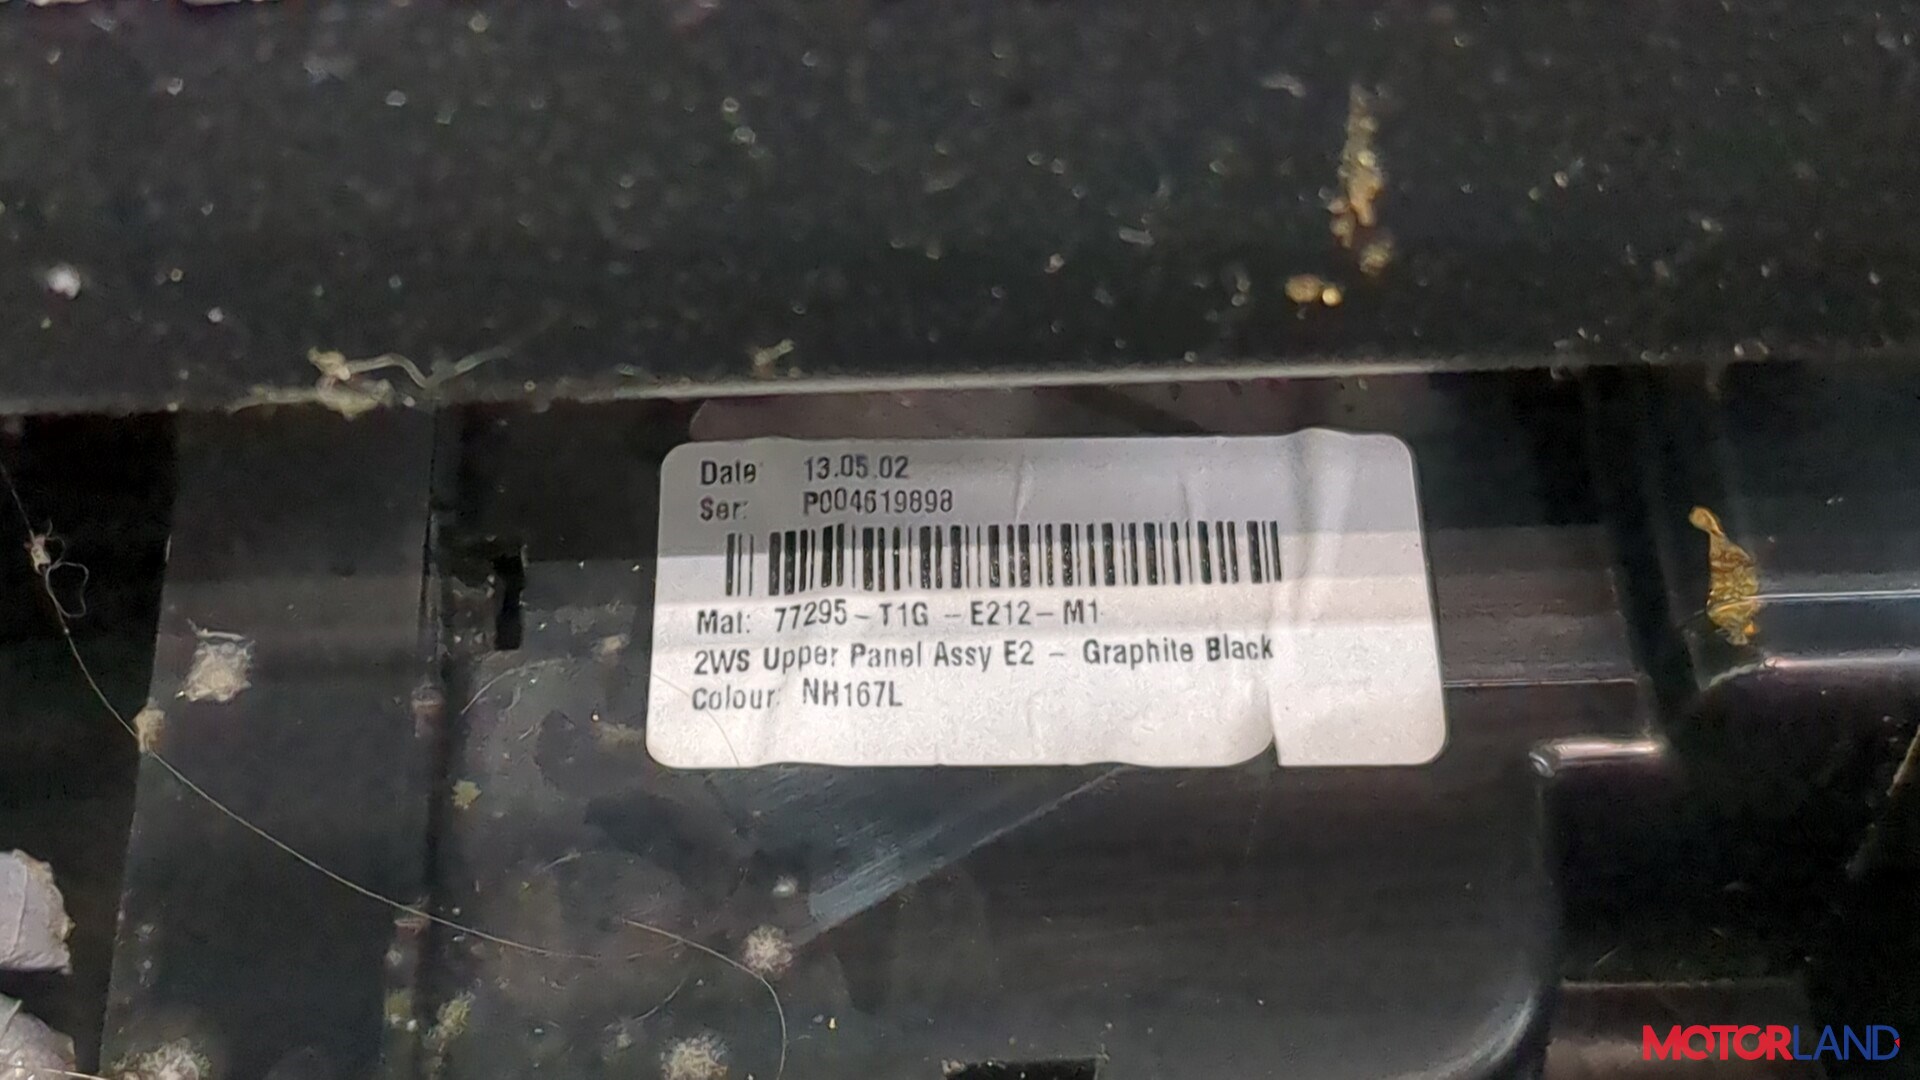 Date: 13.05.02
Ser: P004619898
Mat: 77295-T1G -E212-M1
2WS Upper Panel Assy E2 - Graphite Black
Colour: NH167L
MOTORLAND